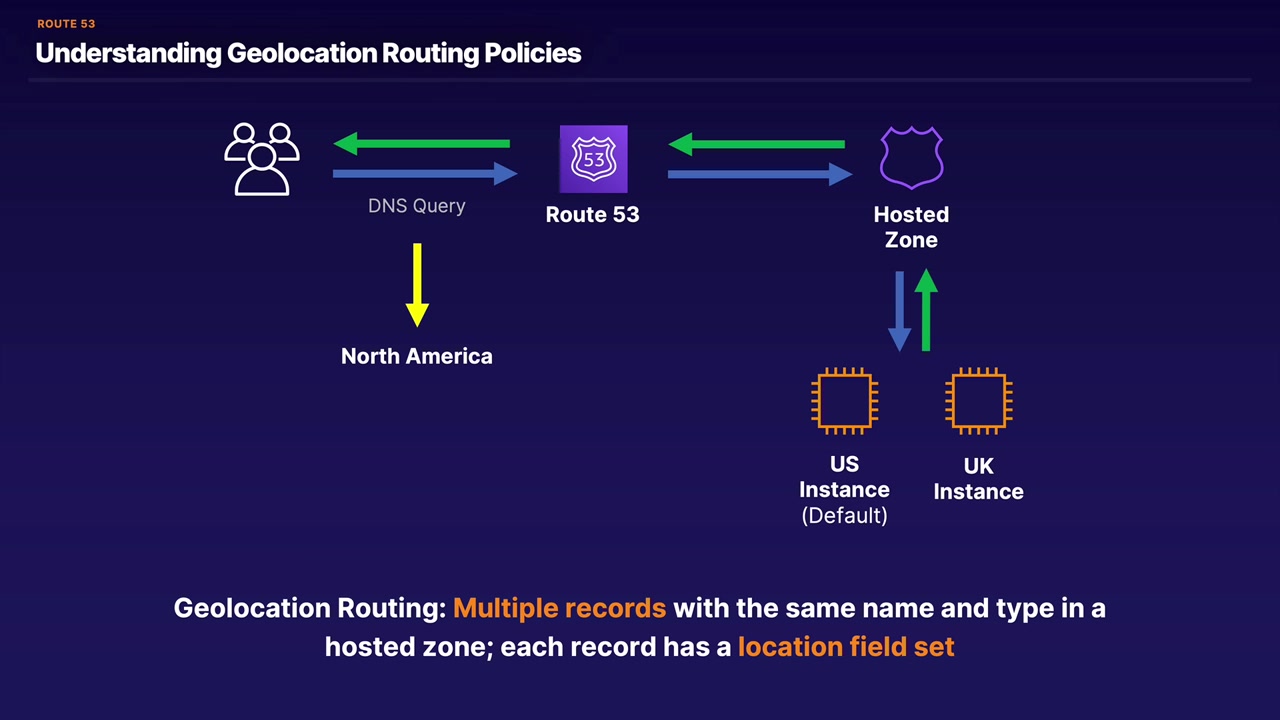 ROUTE 53
Understanding Geolocation Routing Policies
53
DNS Query
Route 53
Hosted
Zone
North America
US
Instance
(Default)
UK
Instance
Geolocation Routing: Multiple records with the same name and type in a
hosted zone; each record has a location field set